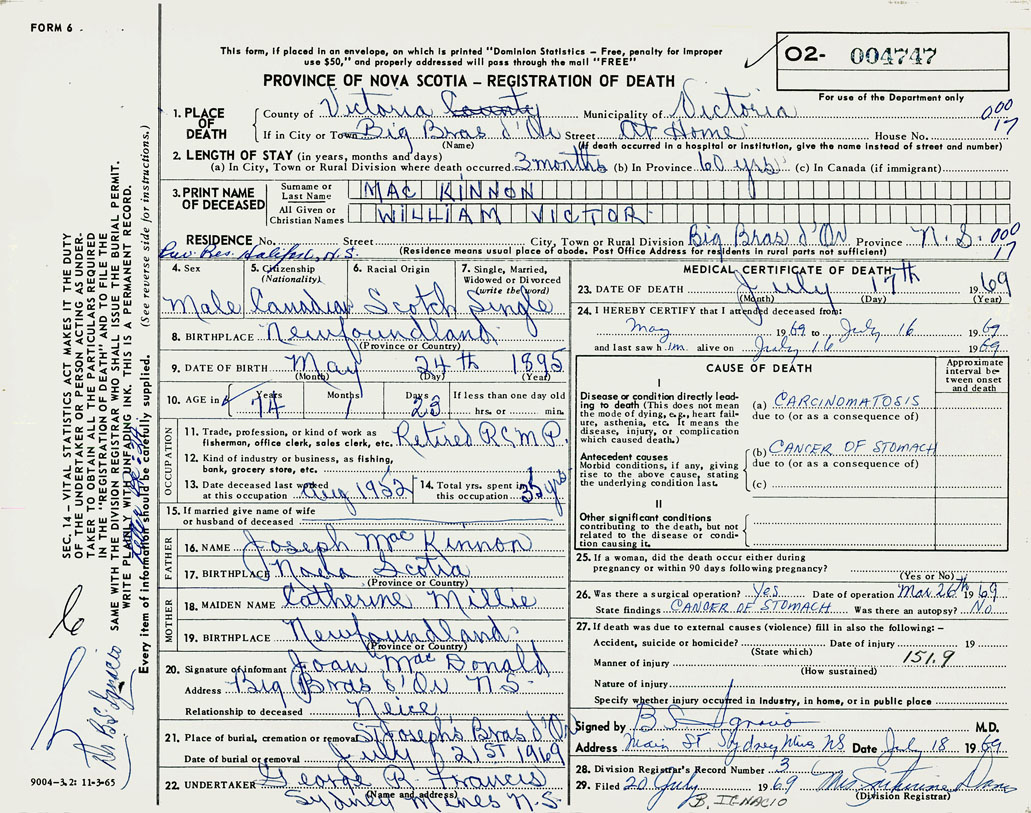 FORM 6
This form, if placed in an envelope, on which is printed "Dominion Statistics – Free, penalty for improper
use $50," and properly addressed will pass through the mail "FREE"
O2- 004747
For use of the Department only
PROVINCE OF NOVA SCOTIA – REGISTRATION OF DEATH
1. PLACE OF DEATH
County of Victoria County Municipality of Victoria 000
If in City or Town Big Bras d'Or Street At Home House No. 17
(Name) (If death occurred in a hospital or institution, give the name instead of street and number)
2. LENGTH OF STAY (in years, months and days)
(a) In City, Town or Rural Division where death occurred 3 months (b) In Province 60 yrs (c) In Canada (if immigrant)
3. PRINT NAME OF DECEASED
Surname or Last Name MAC KINNON
All Given or Christian Names WILLIAM VICTOR
RESIDENCE No. Street City, Town or Rural Division Big Bras d'Or Province N.S. 000
17
Res. Halifax, N.S. (Residence means usual place of abode. Post Office Address for residents in rural parts not sufficient)
4. Sex 5. Citizenship (Nationality) 6. Racial Origin 7. Single, Married, Widowed or Divorced (write the word)
Male Canadian Scotch Single
8. BIRTHPLACE Newfoundland
(Province or Country)
9. DATE OF BIRTH May 24th 1895
(Month) (Day) (Year)
10. AGE in Years Months Days If less than one day old
74 1 23 hrs. or min.
OCCUPATION
11. Trade, profession, or kind of work as Retired R.C.M.P.
fisherman, office clerk, sales clerk, etc.
12. Kind of industry or business, as fishing,
bank, grocery store, etc.
13. Date deceased last worked at this occupation Aug 1952 14. Total yrs. spent in this occupation 35 yrs
15. If married give name of wife
or husband of deceased
FATHER
16. NAME Joseph Mac Kinnon
17. BIRTHPLACE Nova Scotia
(Province or Country)
MOTHER
18. MAIDEN NAME Catherine Millie
19. BIRTHPLACE Newfoundland
(Province or Country)
20. Signature of informant Joan Mac Donald
Address Big Bras d'Or N.S.
Relationship to deceased Neice
21. Place of burial, cremation or removal St Joseph's Bras d'Or
Date of burial or removal July 21ST 1969
22. UNDERTAKER George R. Francis
(Name and address)
Sydney Mines N.S.
MEDICAL CERTIFICATE OF DEATH
23. DATE OF DEATH July 17th 1969
(Month) (Day) (Year)
24. I HEREBY CERTIFY that I attended deceased from:
May 1969 to July 16 1969
and last saw him alive on July 16 1969
CAUSE OF DEATH
Approximate interval between onset and death
I
Disease or condition directly leading to death (This does not mean the mode of dying, e.g., heart failure, asthenia, etc. It means the disease, injury, or complication which caused death.)
(a) CARCINOMATOSIS
due to (or as a consequence of)
Antecedent causes
Morbid conditions, if any, giving rise to the above cause, stating the underlying condition last.
(b) CANCER OF STOMACH
due to (or as a consequence of)
(c)
II
Other significant conditions
contributing to the death, but not related to the disease or condition causing it.
25. If a woman, did the death occur either during
pregnancy or within 90 days following pregnancy?
(Yes or No)
26. Was there a surgical operation? Yes. Date of operation Mar. 26th 1969
State findings CANCER OF STOMACH Was there an autopsy? No
27. If death was due to external causes (violence) fill in also the following: –
Accident, suicide or homicide? Date of injury 19
(State which)
Manner of injury 151.9
(How sustained)
Nature of injury
Specify whether injury occurred in Industry, in home, or in public place
Signed by B. S. Ignacio M.D.
Address Main St Sydney Mines NS Date July 18 1969
28. Division Registrar's Record Number 3
29. Filed 20 July 1969 Mrs
(Division Registrar)
B. IGNACIO
SEC. 14 – VITAL STATISTICS ACT MAKES IT THE DUTY
OF THE UNDERTAKER OR PERSON ACTING AS UNDER-
TAKER TO OBTAIN ALL THE PARTICULARS REQUIRED
IN THE "REGISTRATION OF DEATH" AND TO FILE THE
SAME WITH THE DIVISION REGISTRAR WHO SHALL ISSUE THE BURIAL PERMIT.
WRITE PLAINLY WITH UNFADING INK. THIS IS A PERMANENT RECORD.
Every item of information should be carefully supplied. (See reverse side for instructions.)
Dr B.S. Ignacio
9004–3.2: 11-3-65